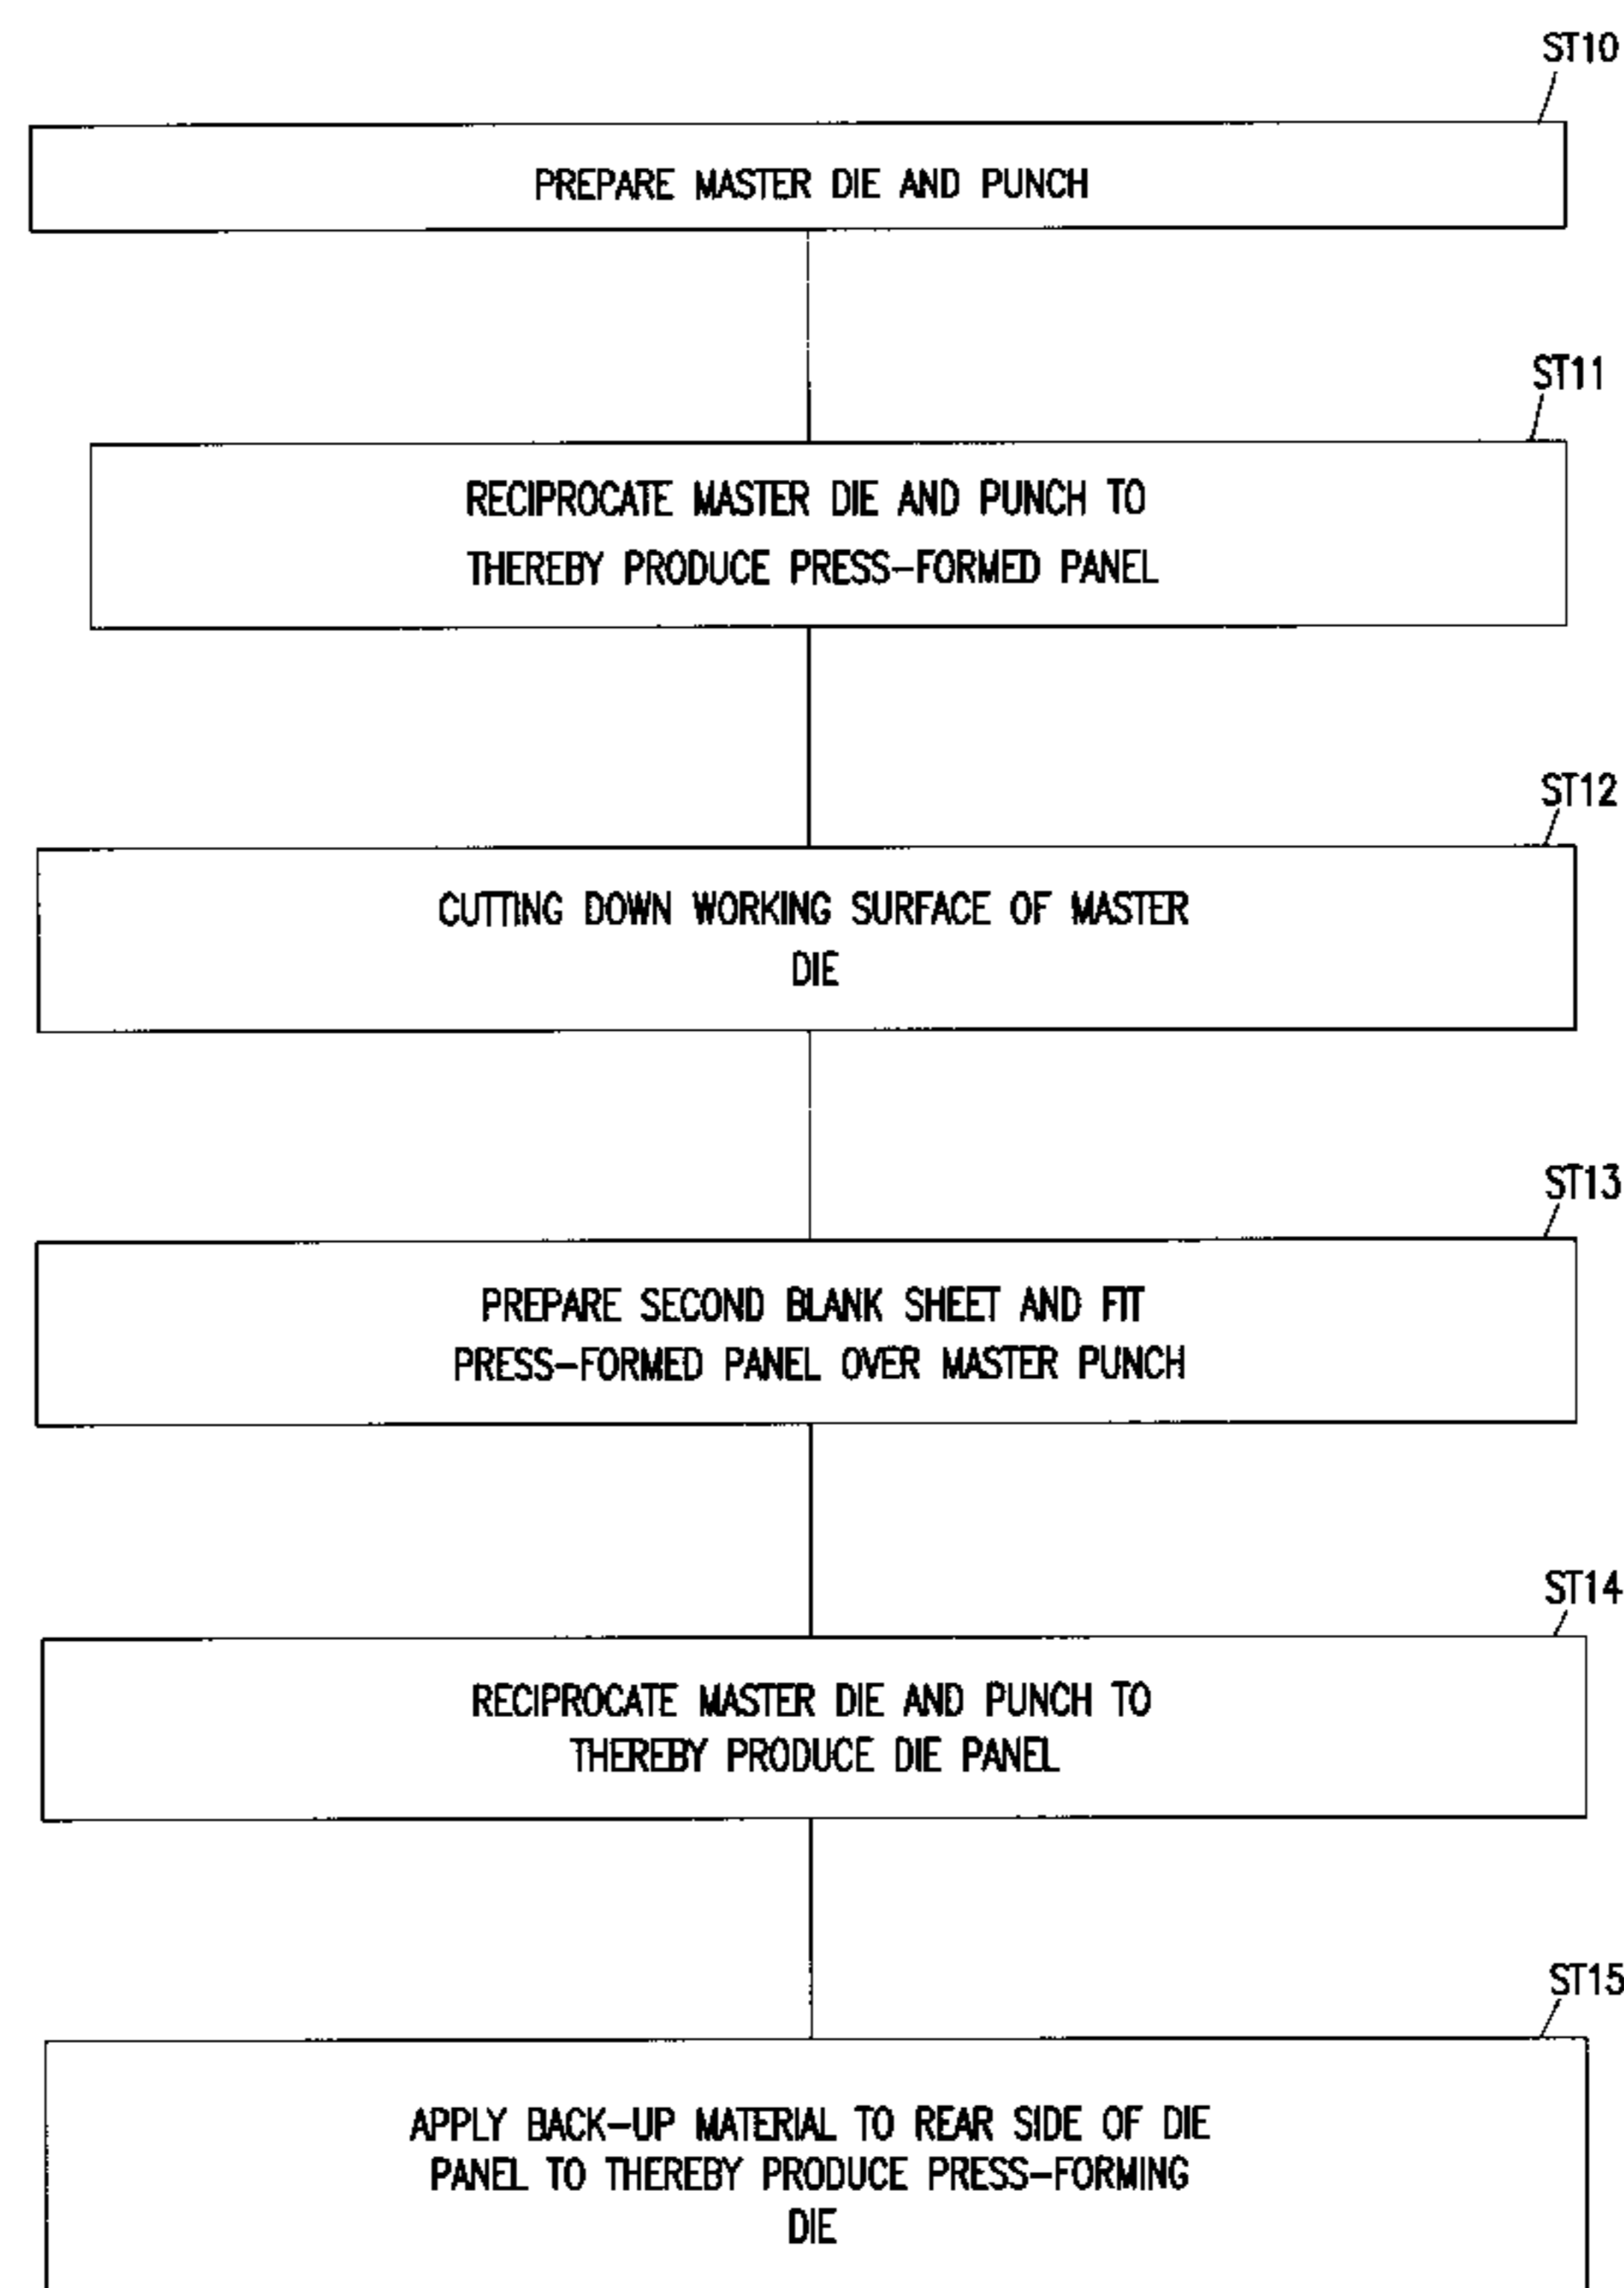 ST10
PREPARE MASTER DIE AND PUNCH
ST11
RECIPROCATE MASTER DIE AND PUNCH TO
THEREBY PRODUCE PRESS-FORMED PANEL
ST12
CUTTING DOWN WORKING SURFACE OF MASTER
DIE
ST13
PREPARE SECOND BLANK SHEET AND FIT
PRESS-FORMED PANEL OVER MASTER PUNCH
ST14
RECIPROCATE MASTER DIE AND PUNCH TO
THEREBY PRODUCE DIE PANEL
ST15
APPLY BACK-UP MATERIAL TO REAR SIDE OF DIE
PANEL TO THEREBY PRODUCE PRESS-FORMING
DIE